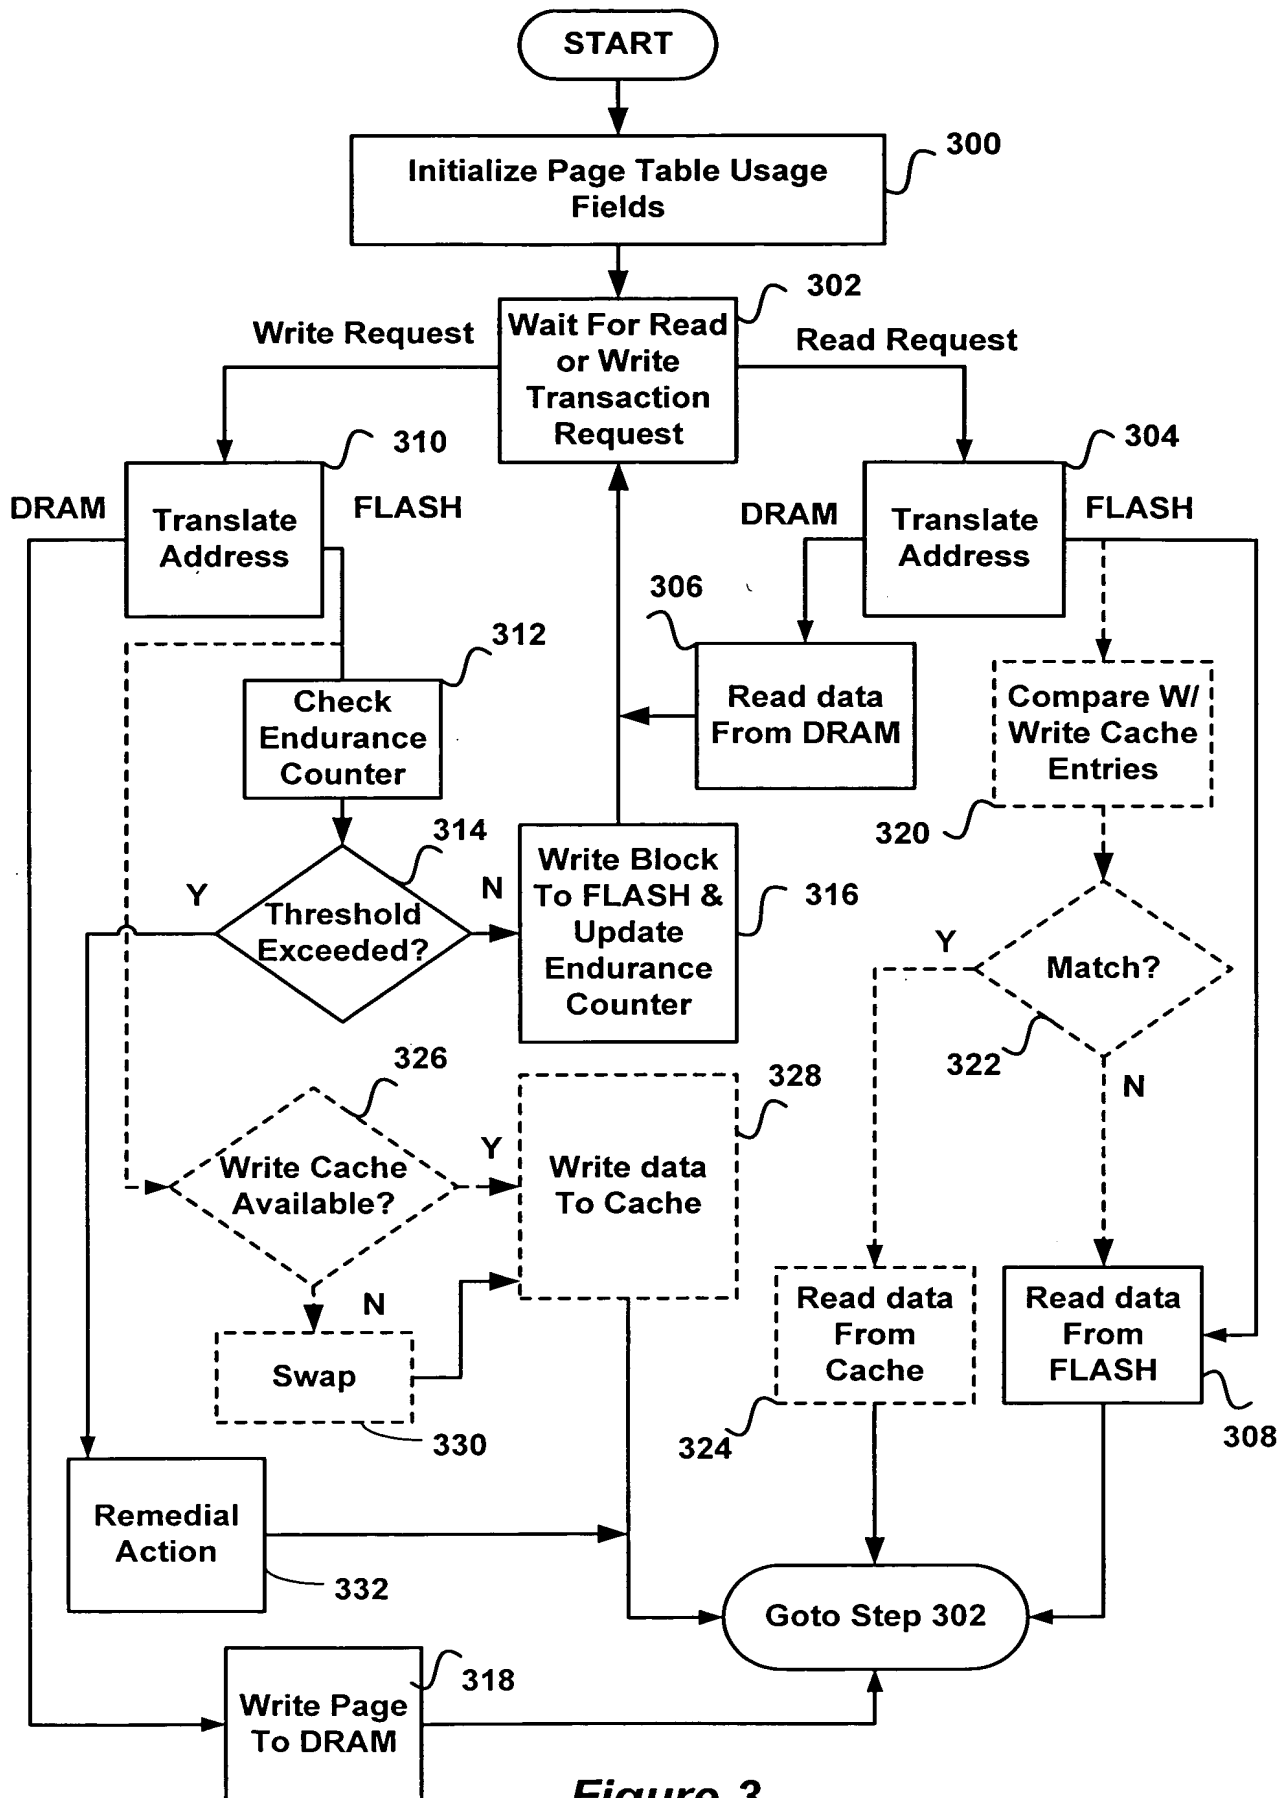 START
Initialize Page Table Usage
Fields
300
Wait For Read
or Write
Transaction
Request
302
Write Request
Read Request
310
304
DRAM
Translate
Address
FLASH
DRAM
Translate
Address
FLASH
306
312
Check
Endurance
Counter
Read data
From DRAM
Compare W/
Write Cache
Entries
320
314
Y
Threshold
Exceeded?
N
Write Block
To FLASH &
Update
Endurance
Counter
316
Y
Match?
322
N
326
328
Write Cache
Available?
Y
Write data
To Cache
N
Swap
330
Read data
From
Cache
324
Read data
From
FLASH
308
Remedial
Action
332
Goto Step 302
318
Write Page
To DRAM
Figure 3